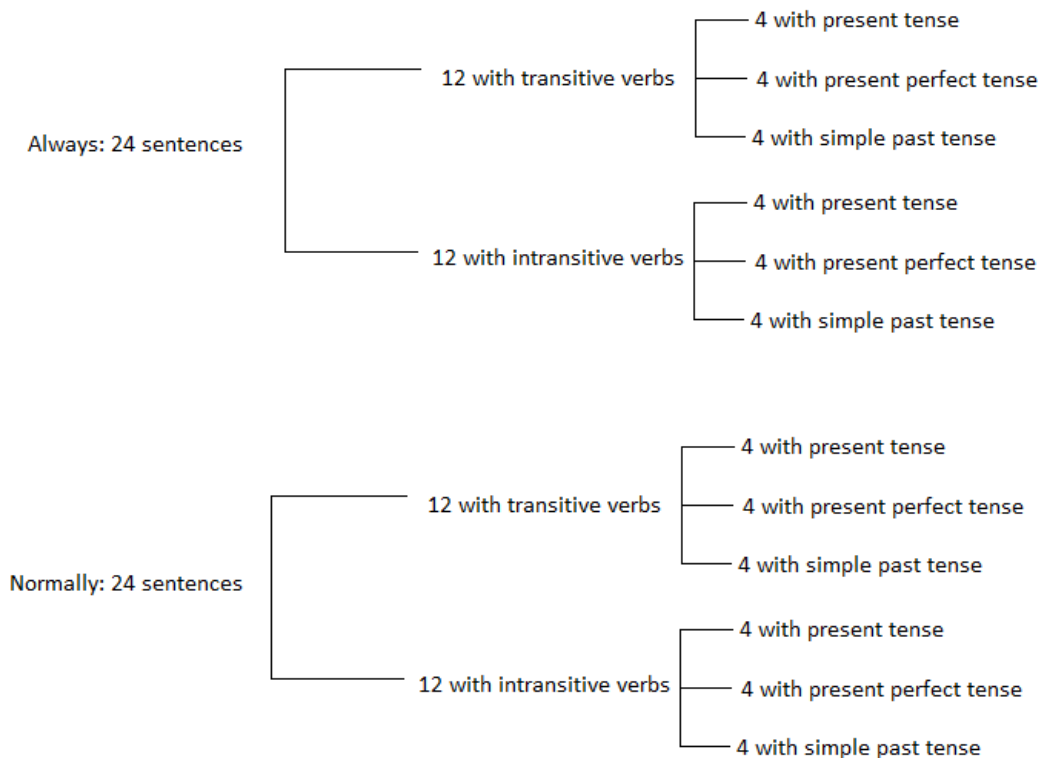 4 with present tense
12 with transitive verbs
4 with present perfect tense
Always: 24 sentences
4 with simple past tense
4 with present tense
12 with intransitive verbs
4 with present perfect tense
4 with simple past tense
4 with present tense
12 with transitive verbs
4 with present perfect tense
4 with simple past tense
Normally: 24 sentences
4 with present tense
12 with intransitive verbs
4 with present perfect tense
4 with simple past tense